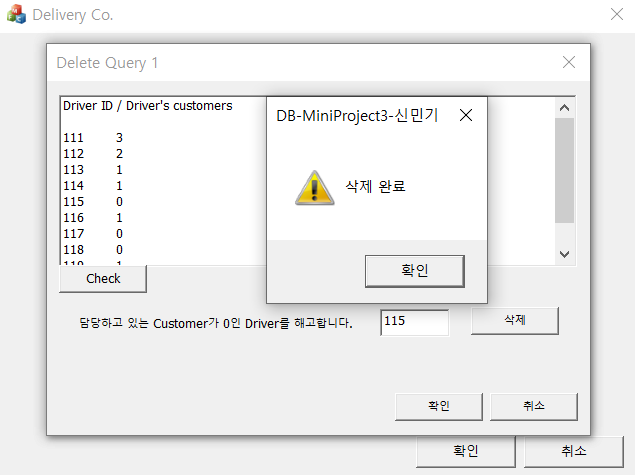 Delivery Co.
Delete Query 1
Driver ID / Driver's customers
DB-MiniProject3-신민기
111 3
112 2
113 1
114 1
115 0
116 1
117 0
118 0
삭제 완료
확인
Check
담당하고 있는 Customer가 0인 Driver를 해고합니다.
115
삭제
확인
취소
확인
취소